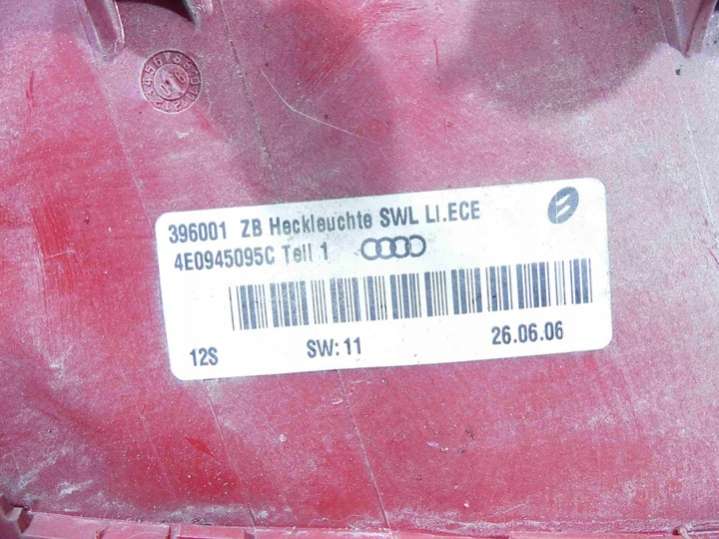 396001 ZB Heckleuchte SWL LI.ECE
4E0945095C Teil 1
12S SW: 11 26.06.06